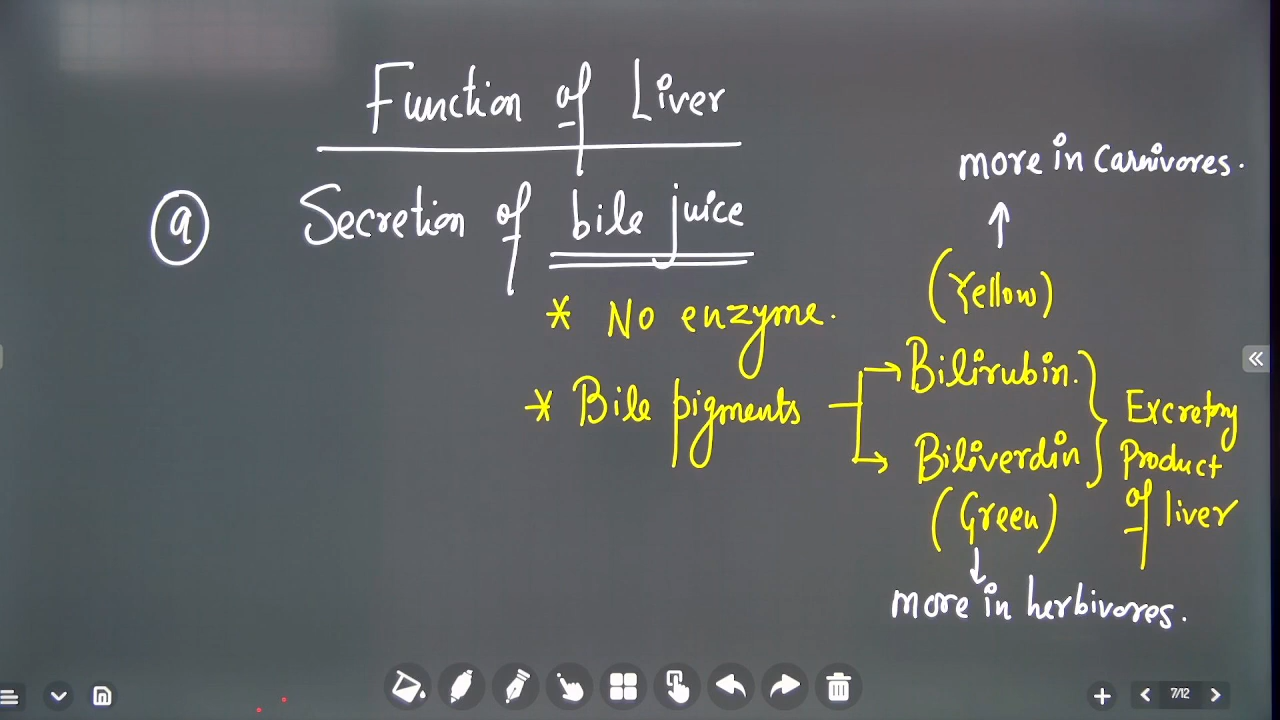 Function of Liver
a Secretion of bile juice
* No enzyme.
* Bile pigments
more in Carnivores.
(Yellow)
Bilirubin.
Biliverdin
(Green)
more in herbivores.
Excretory
Product
of liver
7/12